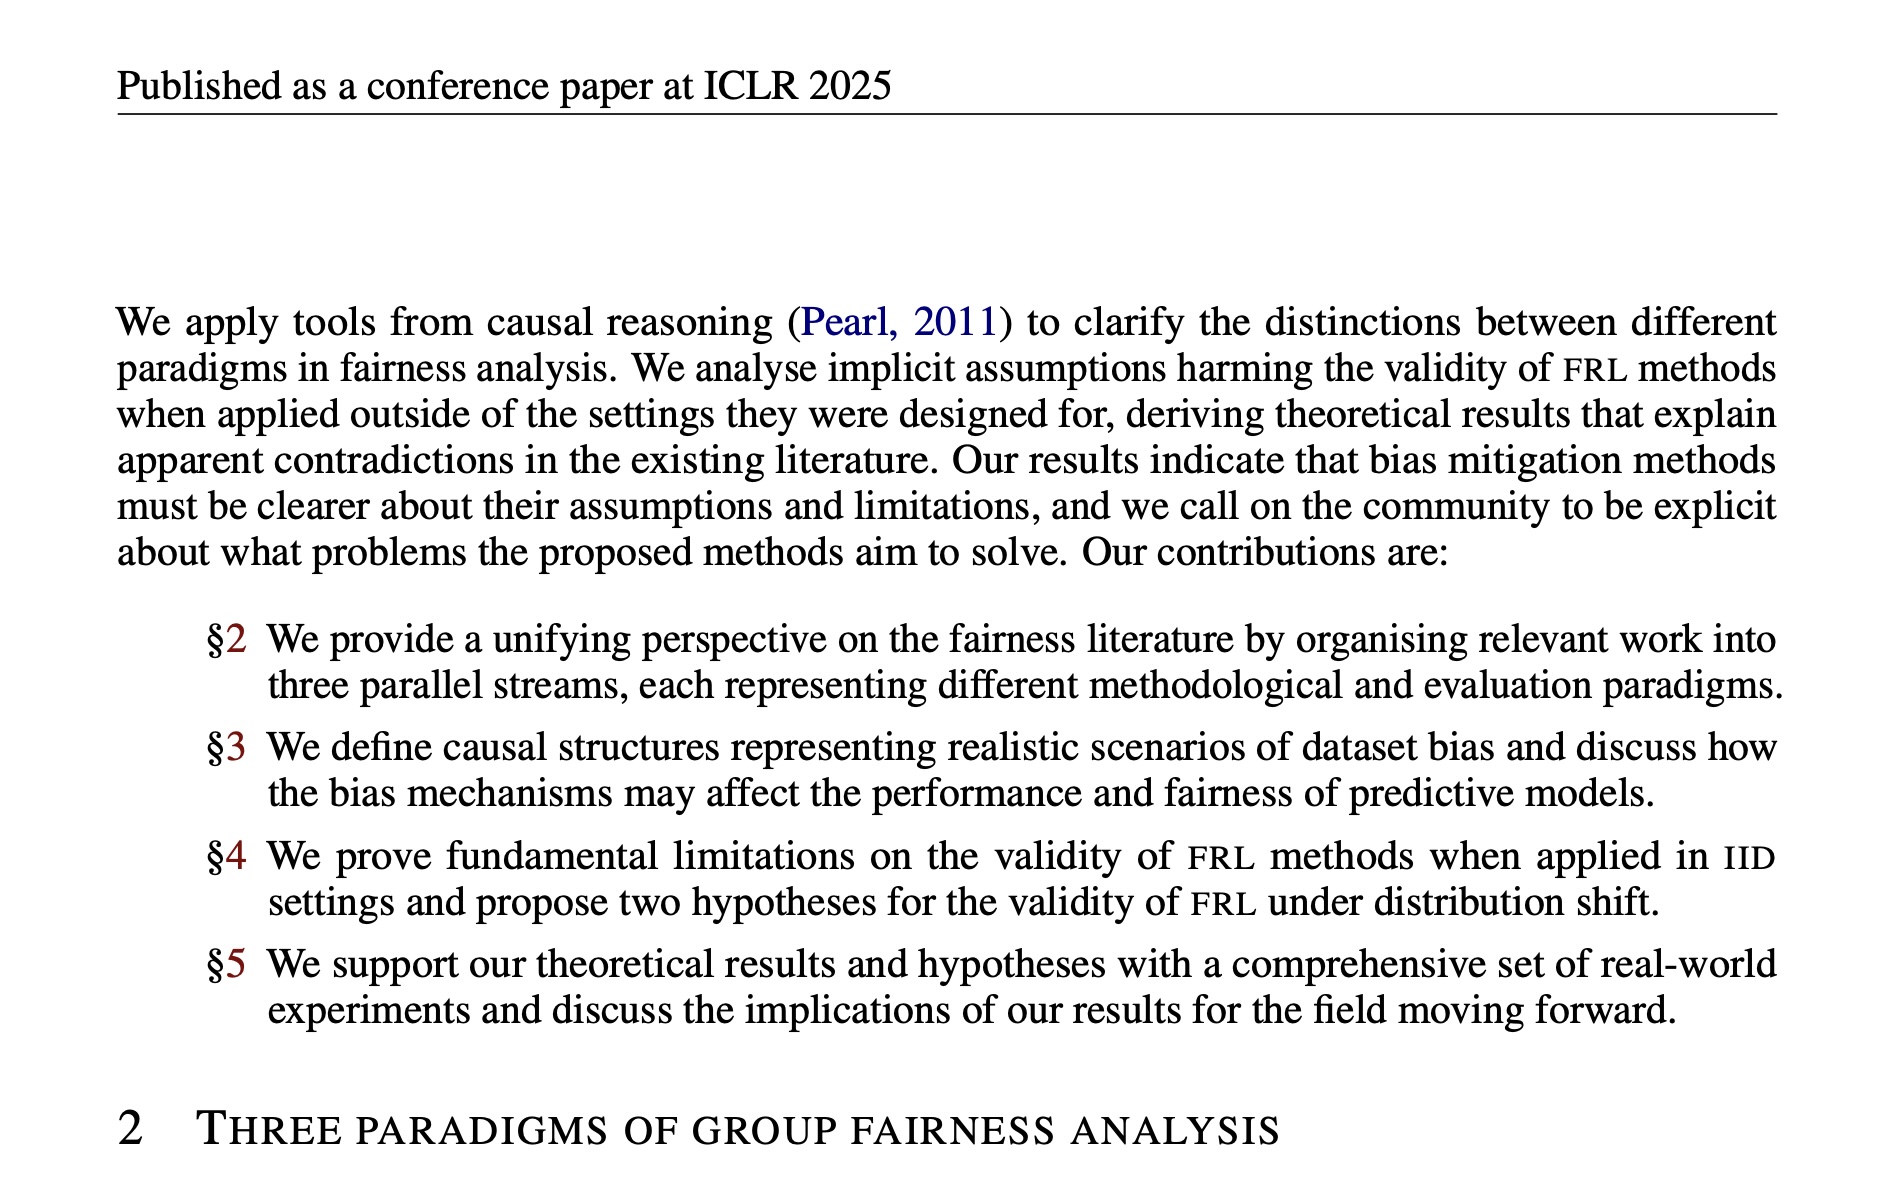 Published as a conference paper at ICLR 2025
We apply tools from causal reasoning (Pearl, 2011) to clarify the distinctions between different
paradigms in fairness analysis. We analyse implicit assumptions harming the validity of FRL methods
when applied outside of the settings they were designed for, deriving theoretical results that explain
apparent contradictions in the existing literature. Our results indicate that bias mitigation methods
must be clearer about their assumptions and limitations, and we call on the community to be explicit
about what problems the proposed methods aim to solve. Our contributions are:
§2 We provide a unifying perspective on the fairness literature by organising relevant work into
three parallel streams, each representing different methodological and evaluation paradigms.
§3 We define causal structures representing realistic scenarios of dataset bias and discuss how
the bias mechanisms may affect the performance and fairness of predictive models.
§4 We prove fundamental limitations on the validity of FRL methods when applied in IID
settings and propose two hypotheses for the validity of FRL under distribution shift.
§5 We support our theoretical results and hypotheses with a comprehensive set of real-world
experiments and discuss the implications of our results for the field moving forward.
2 THREE PARADIGMS OF GROUP FAIRNESS ANALYSIS